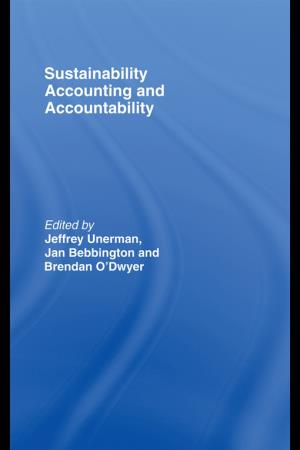 Sustainability
Accounting and
Accountability
Edited by
Jeffrey Unerman,
Jan Bebbington and
Brendan O'Dwyer